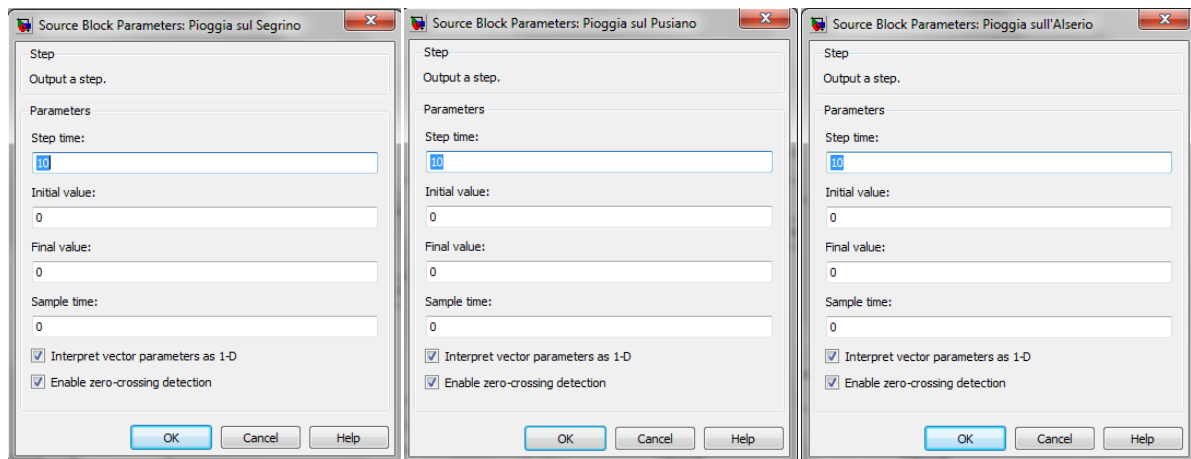 Source Block Parameters: Pioggia sul Segrino
Step
Output a step.
Parameters
Step time:
10
Initial value:
0
Final value:
0
Sample time:
0
Interpret vector parameters as 1-D
Enable zero-crossing detection
OK Cancel Help
Source Block Parameters: Pioggia sul Pusiano
Step
Output a step.
Parameters
Step time:
10
Initial value:
0
Final value:
0
Sample time:
0
Interpret vector parameters as 1-D
Enable zero-crossing detection
OK Cancel Help
Source Block Parameters: Pioggia sull'Alserio
Step
Output a step.
Parameters
Step time:
10
Initial value:
0
Final value:
0
Sample time:
0
Interpret vector parameters as 1-D
Enable zero-crossing detection
OK Cancel Help